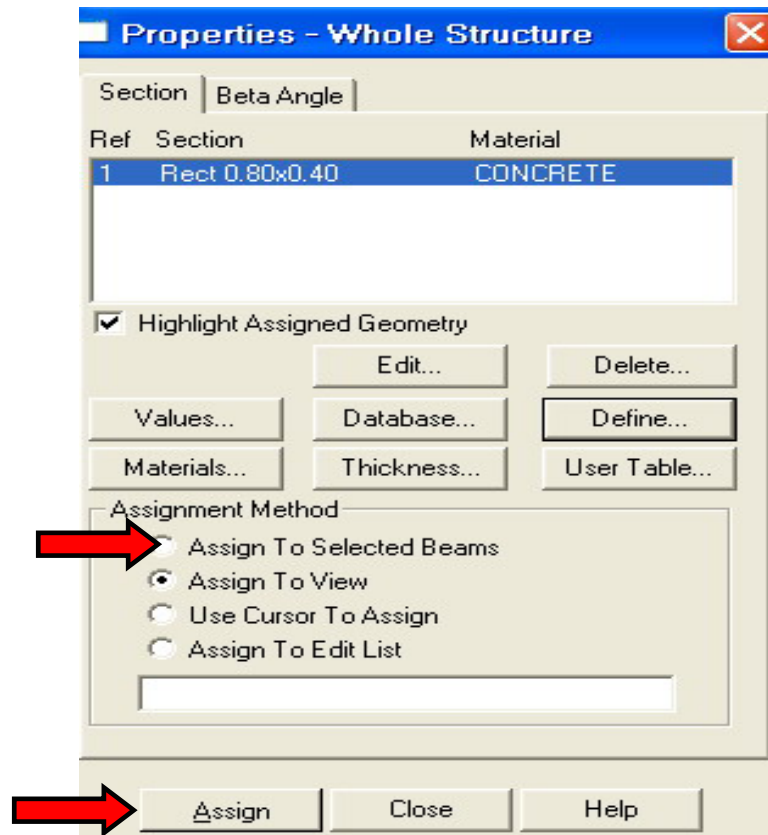 Properties - Whole Structure
Section Beta Angle
Ref Section Material
1 Rect 0.80x0.40 CONCRETE
Highlight Assigned Geometry
Edit... Delete...
Values... Database... Define...
Materials... Thickness... User Table...
Assignment Method
Assign To Selected Beams
Assign To View
Use Cursor To Assign
Assign To Edit List
Assign Close Help